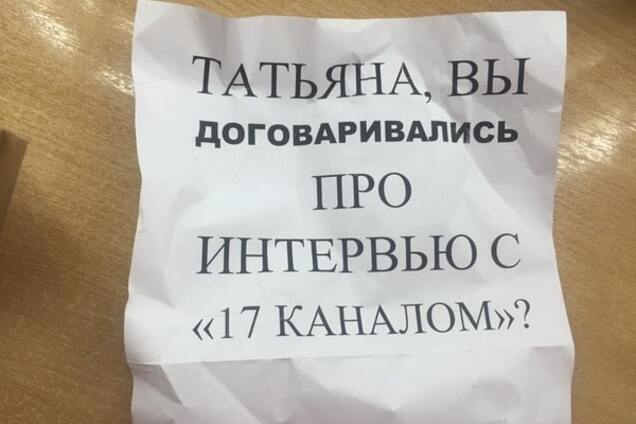 ТАТЬЯНА, ВЫ
ДОГОВАРИВАЛИСЬ
ПРО
ИНТЕРВЬЮ С
«17 КАНАЛОМ»?